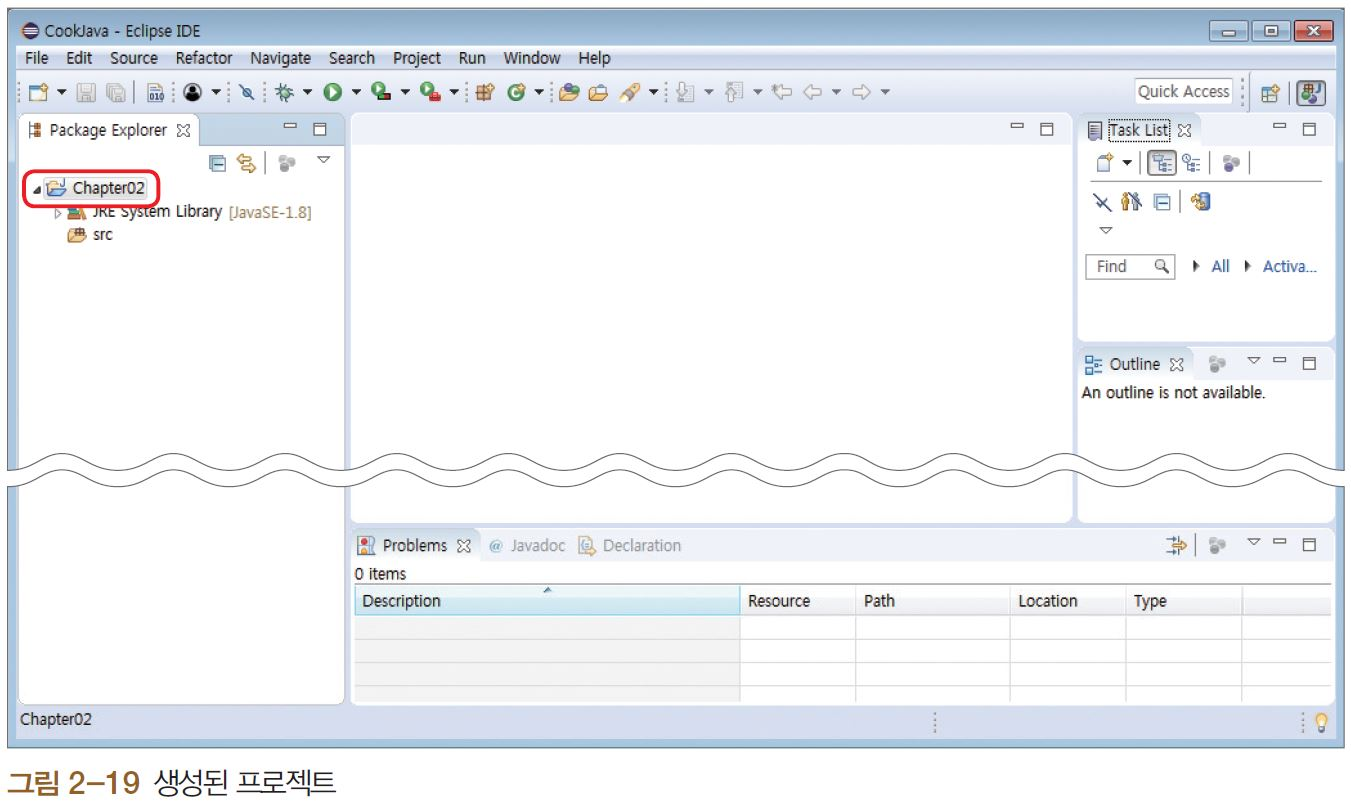 CookJava - Eclipse IDE
File Edit Source Refactor Navigate Search Project Run Window Help
Quick Access
Package Explorer
Chapter02
JRE System Library [JavaSE-1.8]
src
Task List
Find All Activa...
Outline
An outline is not available.
Problems @ Javadoc Declaration
0 items
Description Resource Path Location Type
Chapter02
그림 2-19 생성된 프로젝트